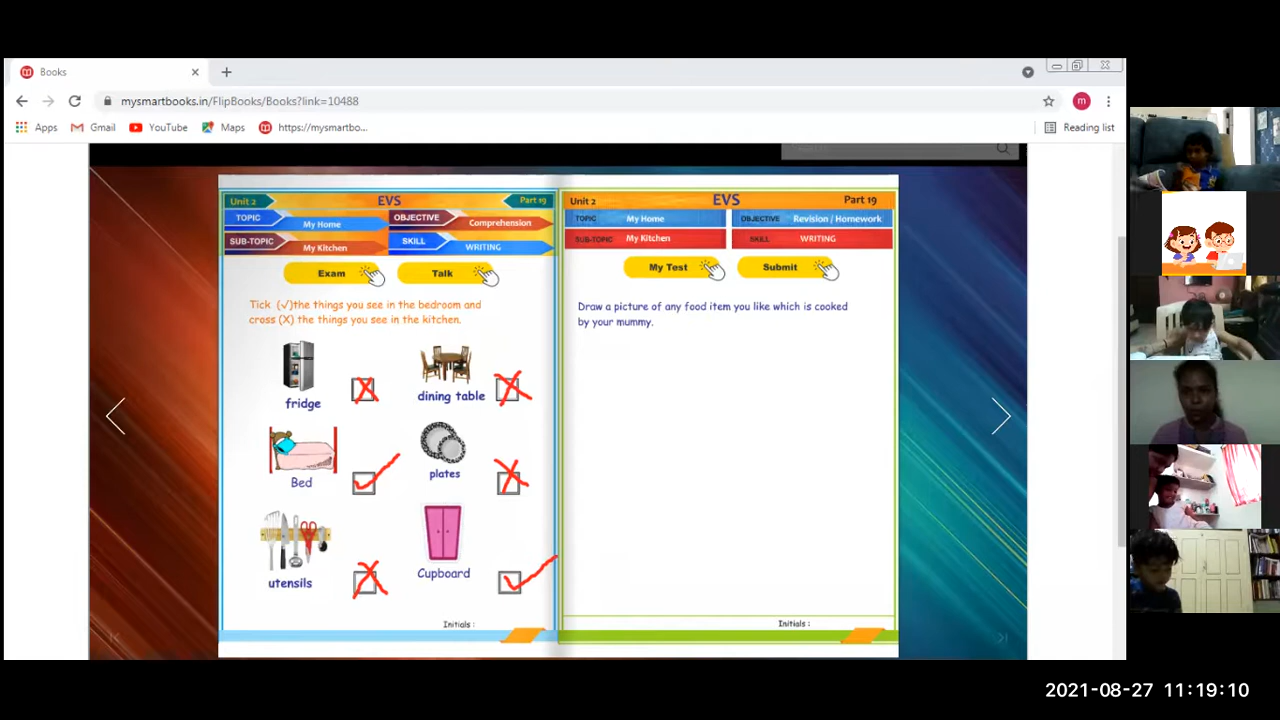 Books
mysmartbooks.in/FlipBooks/Books?link=10488
Apps
Gmail
YouTube
Maps
https://mysmartbo...
Reading list
Unit 2
EVS
Part 19
TOPIC
My Home
OBJECTIVE
Comprehension
SUB-TOPIC
My Kitchen
SKILL
WRITING
Exam
Talk
Tick (√)the things you see in the bedroom and
cross (X) the things you see in the kitchen.
fridge
dining table
Bed
plates
utensils
Cupboard
Initials :
Unit 2
EVS
Part 19
TOPIC
My Home
OBJECTIVE
Revision / Homework
SUB-TOPIC
My Kitchen
SKILL
WRITING
My Test
Submit
Draw a picture of any food item you like which is cooked
by your mummy.
Initials :
2021-08-27 11:19:10